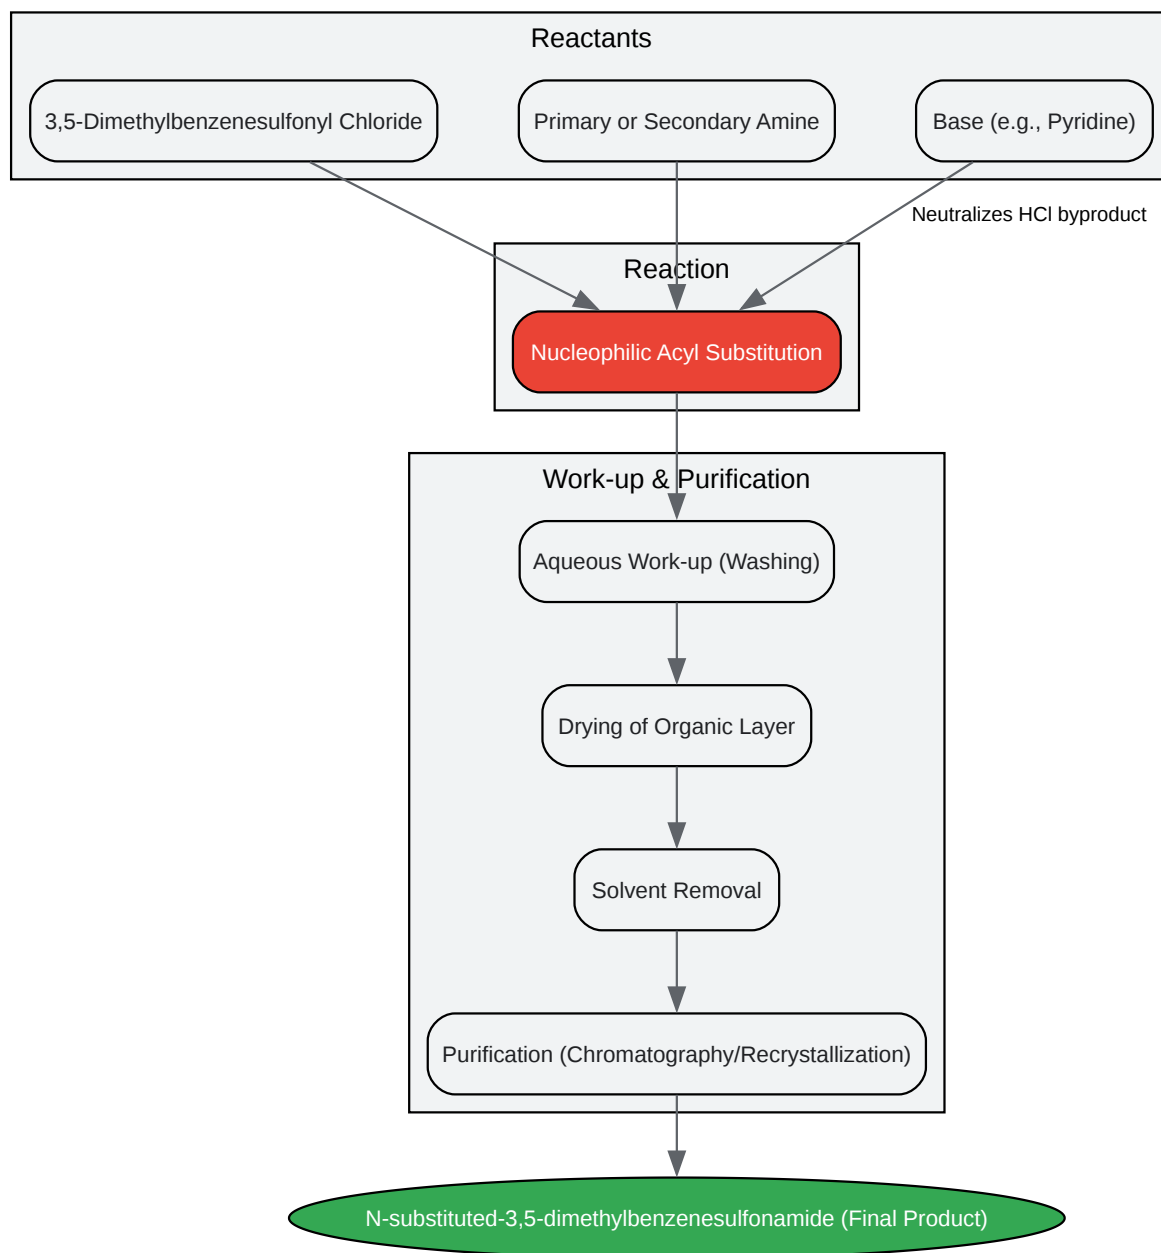 Reactants
3,5-Dimethylbenzenesulfonyl Chloride
Primary or Secondary Amine
Base (e.g., Pyridine)
Neutralizes HCl byproduct
Reaction
Nucleophilic Acyl Substitution
Work-up & Purification
Aqueous Work-up (Washing)
Drying of Organic Layer
Solvent Removal
Purification (Chromatography/Recrystallization)
N-substituted-3,5-dimethylbenzenesulfonamide (Final Product)